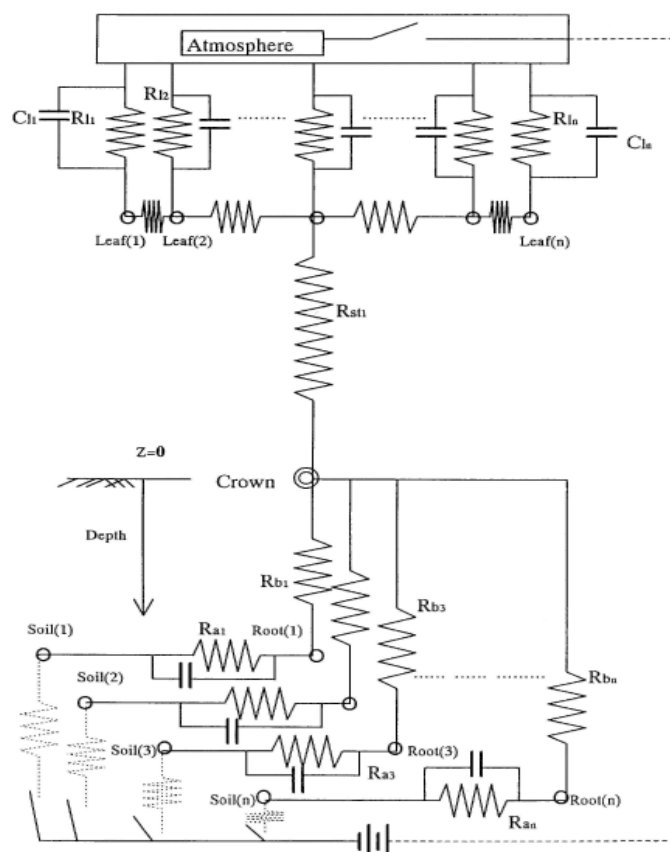 Atmosphere
Cl1
Rl1
Rl2
Rln
Cln
Leaf(1)
Leaf(2)
Leaf(n)
Rst1
Z=0
Crown
Depth
Rb1
Rb3
Rbn
Soil(1)
Ra1
Root(1)
Soil(2)
Soil(3)
Ra3
Root(3)
Soil(n)
Ran
Root(n)